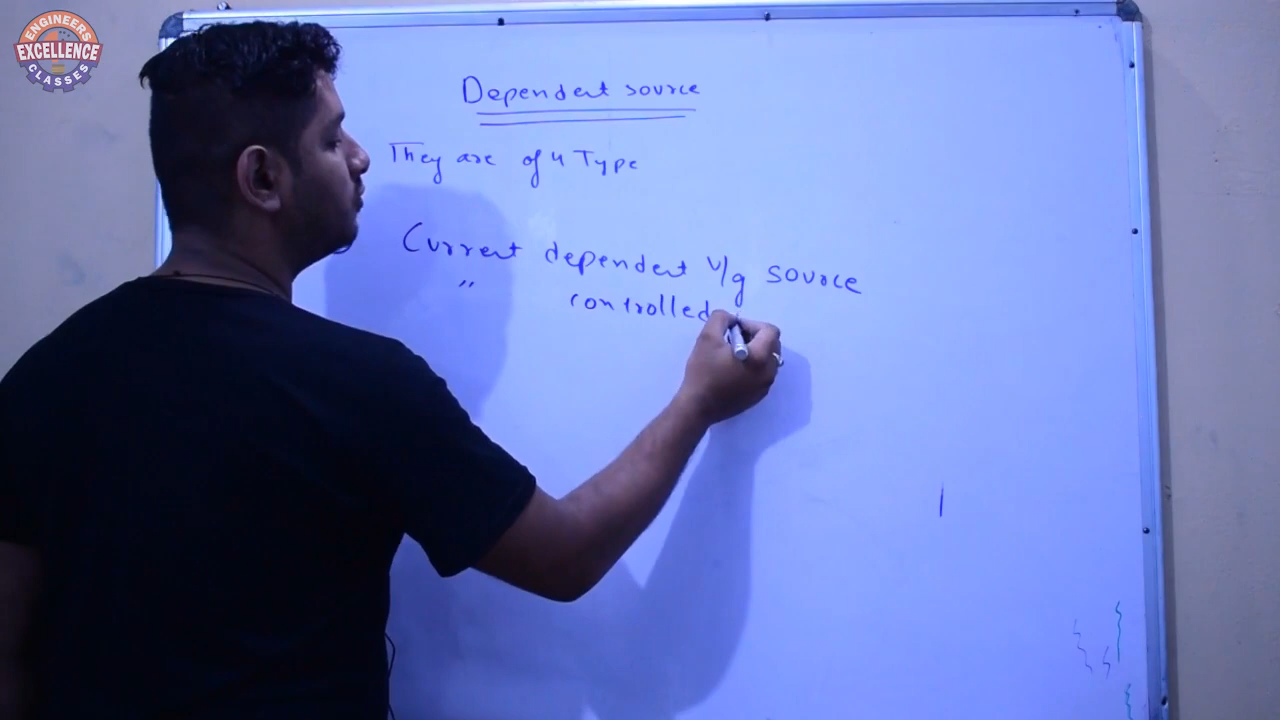 ENGINEERS
EXCELLENCE
CLASSES
Dependent source
They are of 4 Type
Current dependent v/g source
" controlled